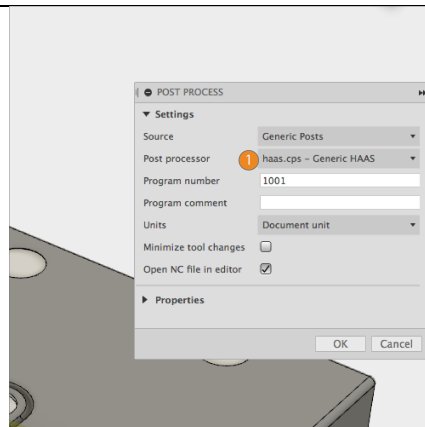 POST PROCESS
Settings
Source Generic Posts
Post processor 1 haas.cps - Generic HAAS
Program number 1001
Program comment
Units Document unit
Minimize tool changes
Open NC file in editor
Properties
OK Cancel